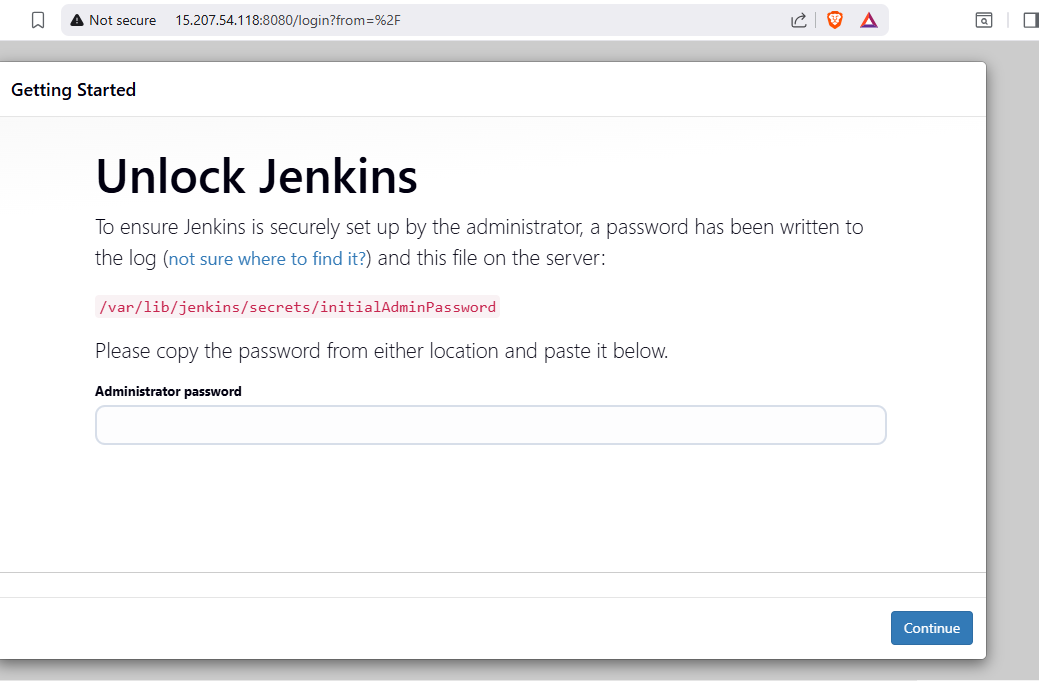 Not secure 15.207.54.118:8080/login?from=%2F
Getting Started
Unlock Jenkins
To ensure Jenkins is securely set up by the administrator, a password has been written to
the log (not sure where to find it?) and this file on the server:
/var/lib/jenkins/secrets/initialAdminPassword
Please copy the password from either location and paste it below.
Administrator password
Continue